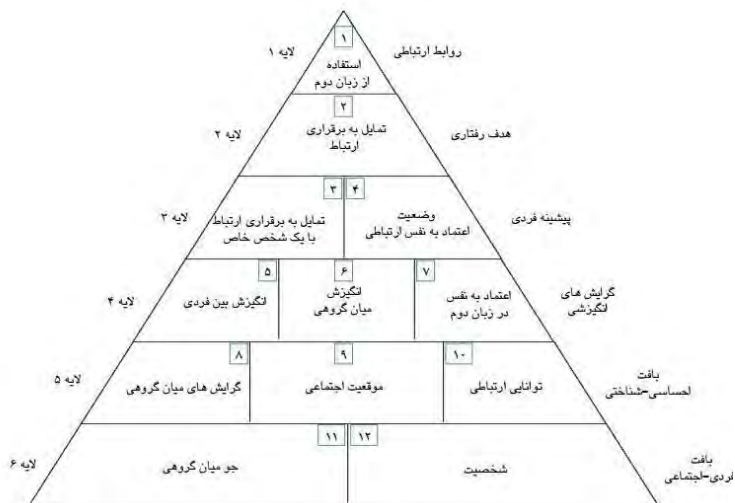 روابط ارتباطی
۱
لایه ۱
استفاده
از زبان دوم
هدف رفتاری
۲
لایه ۲
تمایل به برقراری
ارتباط
پیشینه فردی
۴
۳
لایه ۳
وضعیت
اعتماد به نفس ارتباطی
تمایل به برقراری ارتباط
با یک شخص خاص
گرایش های
انگیزشی
۷
۶
۵
لایه ۴
اعتماد به نفس
در زبان دوم
انگیزش
میان گروهی
انگیزش بین فردی
بافت
احساسی-شناختی
۱۰
۹
۸
لایه ۵
توانایی ارتباطی
موقعیت اجتماعی
گرایش های میان گروهی
بافت
فردی-اجتماعی
۱۲
۱۱
لایه ۶
شخصیت
جو میان گروهی